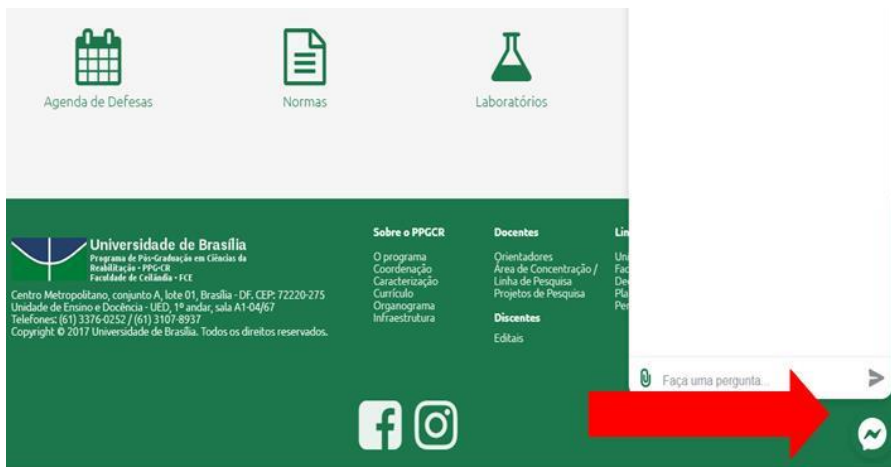 Agenda de Defesas
Normas
Laboratórios
Universidade de Brasília
Programa de Pós-Graduação em Ciências da
Reabilitação - PPG-CR
Faculdade de Ceilândia - FCE
Centro Metropolitano, conjunto A, lote 01, Brasília - DF. CEP: 72220-275
Unidade de Ensino e Docência - UED, 1º andar, sala A1-04/67
Telefones: (61) 3376-0252 / (61) 3107-8937
Copyright © 2017 Universidade de Brasília. Todos os direitos reservados.
Sobre o PPGCR
O programa
Coordenação
Caracterização
Currículo
Organograma
Infraestrutura
Docentes
Orientadores
Área de Concentração /
Linha de Pesquisa
Projetos de Pesquisa
Discentes
Editais
Faça uma pergunta...